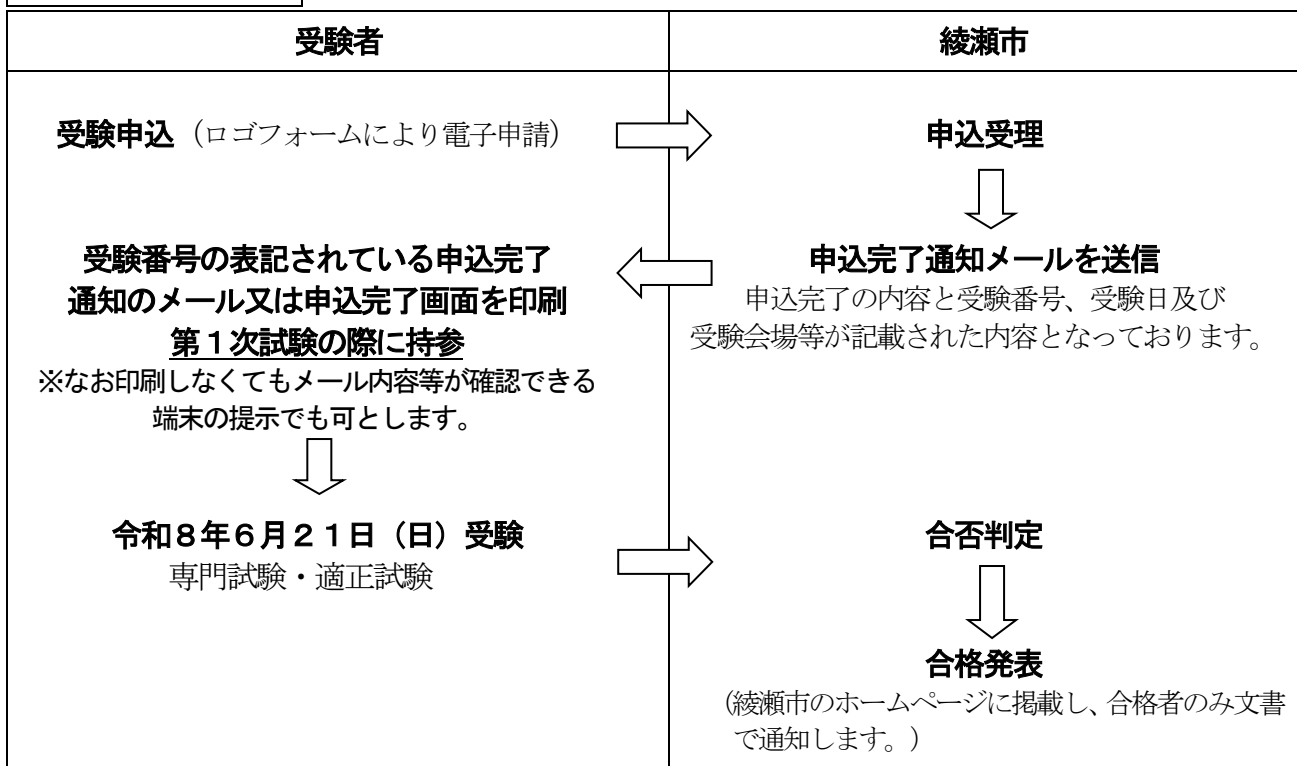 受験者
綾瀬市
受験申込（ロゴフォームにより電子申請）
申込受理
申込完了通知メールを送信
申込完了の内容と受験番号、受験日及び
受験会場等が記載された内容となっております。
受験番号の表記されている申込完了
通知のメール又は申込完了画面を印刷
第１次試験の際に持参
※なお印刷しなくてもメール内容等が確認できる
端末の提示でも可とします。
令和８年６月２１日（日）受験
専門試験・適正試験
合否判定
合格発表
(綾瀬市のホームページに掲載し、合格者のみ文書
で通知します。）